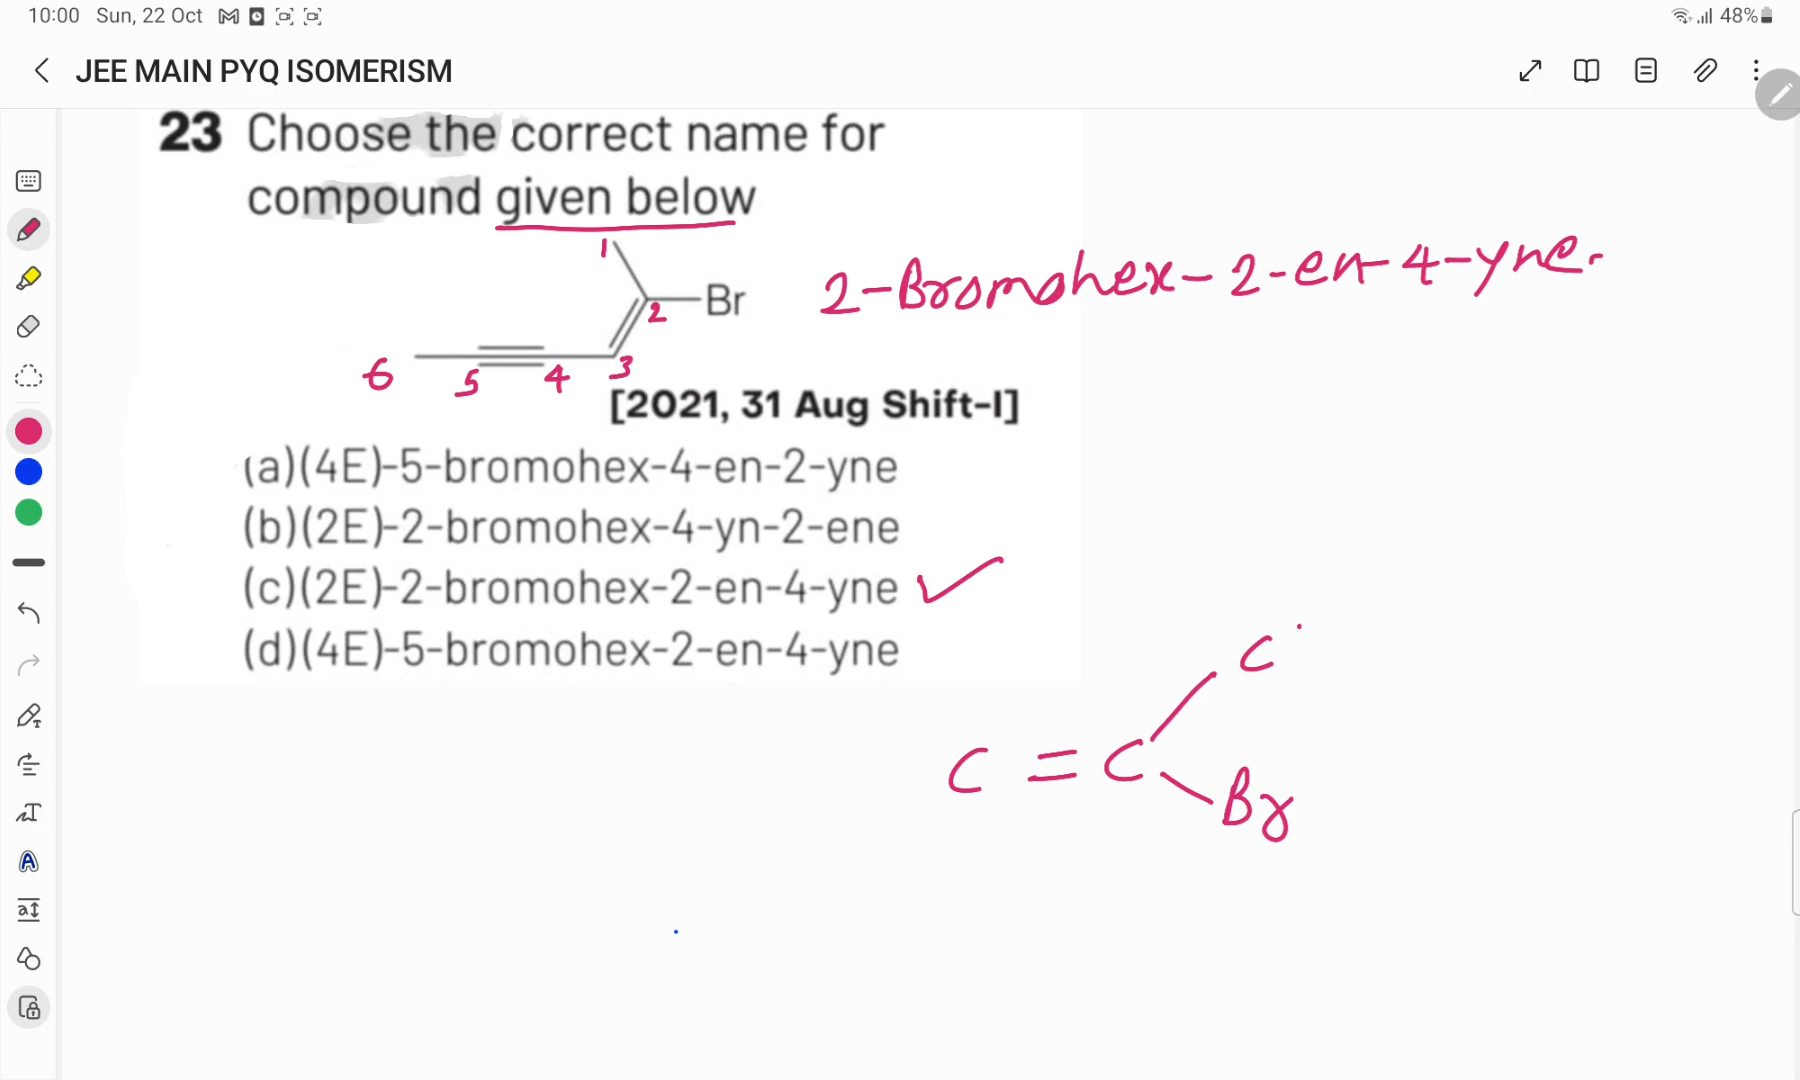 10:00 Sun, 22 Oct 48%
JEE MAIN PYQ ISOMERISM
23 Choose the correct name for
compound given below
1
Br
2
2-Bromohex-2-en-4-yne.
6 5 4 3
[2021, 31 Aug Shift-I]
(a)(4E)-5-bromohex-4-en-2-yne
(b)(2E)-2-bromohex-4-yn-2-ene
(c)(2E)-2-bromohex-2-en-4-yne
(d)(4E)-5-bromohex-2-en-4-yne
C
C = C
Br